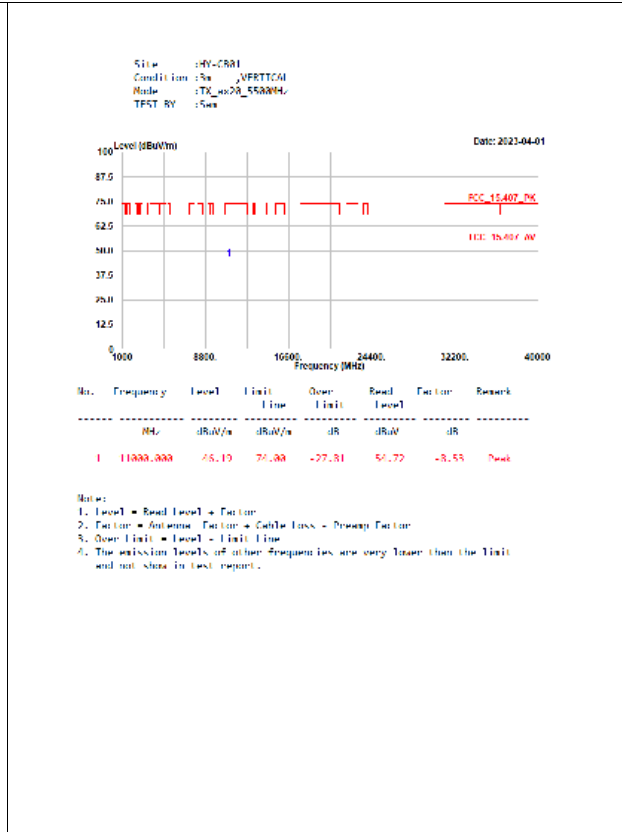 Site :HY-CB01
Condition :3m ,VERTICAL
Mode :TX_ax20_5500MHz
TEST BY :Sam
Level (dBuV/m) Date: 2023-04-01
100
87.5
75.0 FCC_15.407_PK
62.5
FCC_15.407_AV
50.0
1
37.5
25.0
12.5
0
1000 8800. 16600. 24400. 32200. 40000
Frequency (MHz)
No. Frequency Level Limit Over Read Factor Remark
Line Limit Level
MHz dBuV/m dBuV/m dB dBuV dB
1 11000.000 46.19 74.00 -27.81 54.72 -8.53 Peak
Note:
1. Level = Read Level + Factor
2. Factor = Antenna Factor + Cable Loss - Preamp Factor
3. Over Limit = Level - Limit Line
4. The emission levels of other frequencies are very lower than the limit
and not show in test report.